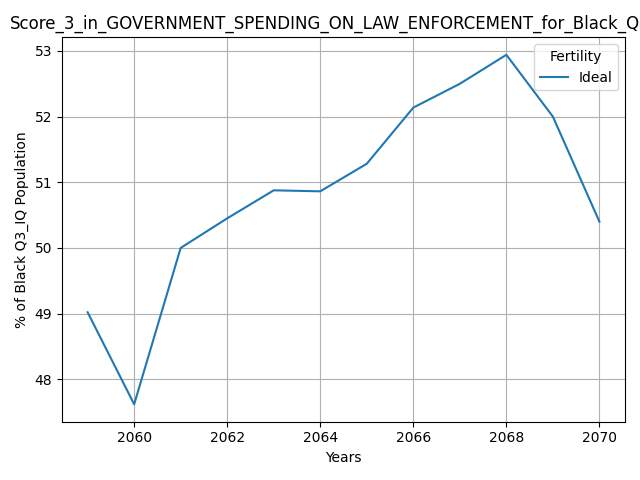 Score_3_in_GOVERNMENT_SPENDING_ON_LAW_ENFORCEMENT_for_Black_Q
53
52
51
50
49
48
% of Black Q3_IQ Population
Fertility
Ideal
2060 2062 2064 2066 2068 2070
Years